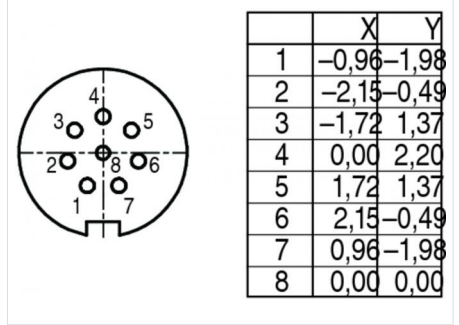 4
3 5
2 8 6
1 7
X Y
1 –0,96 –1,98
2 –2,15 –0,49
3 –1,72 1,37
4 0,00 2,20
5 1,72 1,37
6 2,15 –0,49
7 0,96 –1,98
8 0,00 0,00